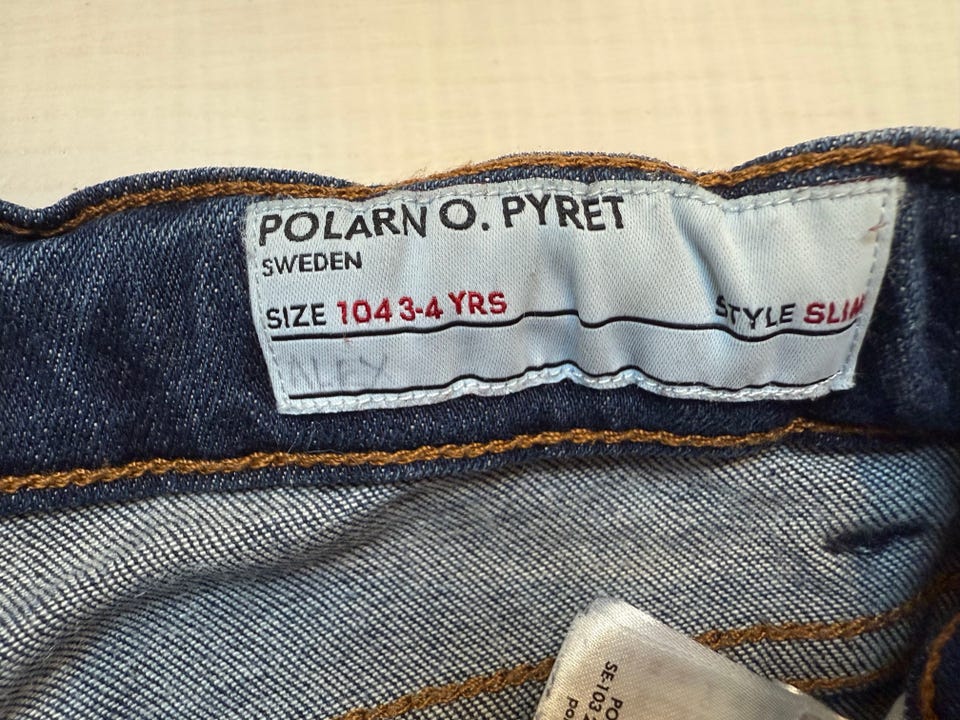 POLARN O. PYRET
SWEDEN
SIZE 104 3-4 YRS STYLE SLIM